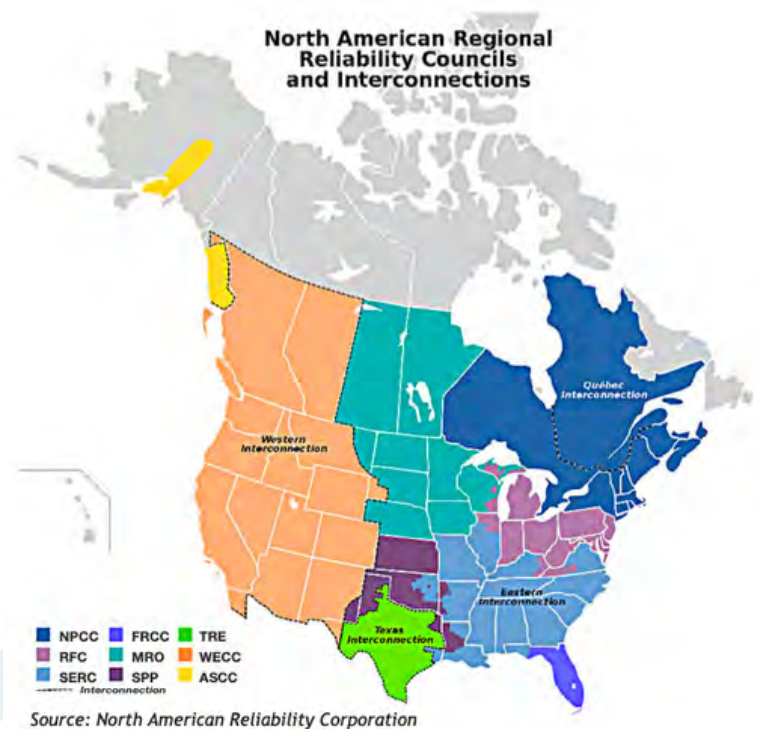 North American Regional
Reliability Councils
and Interconnections
Québec
Interconnection
Western
Interconnection
Eastern
Interconnection
Texas
Interconnection
NPCC FRCC TRE
RFC MRO WECC
SERC SPP ASCC
Interconnection
Source: North American Reliability Corporation